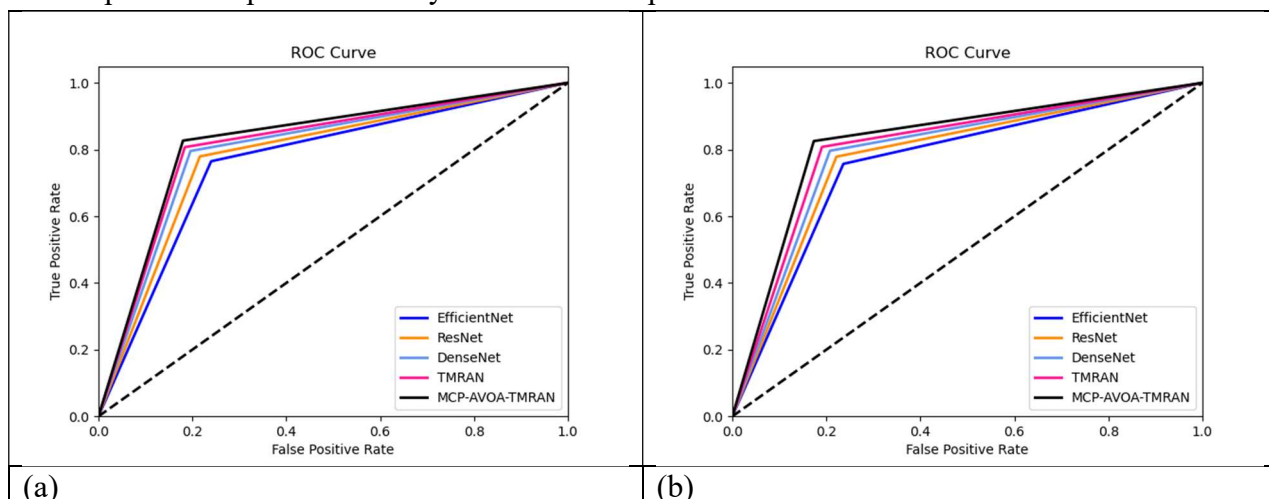 ROC Curve
1.0
0.8
0.6
0.4
0.2
0.0
True Positive Rate
EfficientNet
ResNet
DenseNet
TMRAN
MCP-AVOA-TMRAN
0.0 0.2 0.4 0.6 0.8 1.0
False Positive Rate
(a)
ROC Curve
1.0
0.8
0.6
0.4
0.2
0.0
True Positive Rate
EfficientNet
ResNet
DenseNet
TMRAN
MCP-AVOA-TMRAN
0.0 0.2 0.4 0.6 0.8 1.0
False Positive Rate
(b)